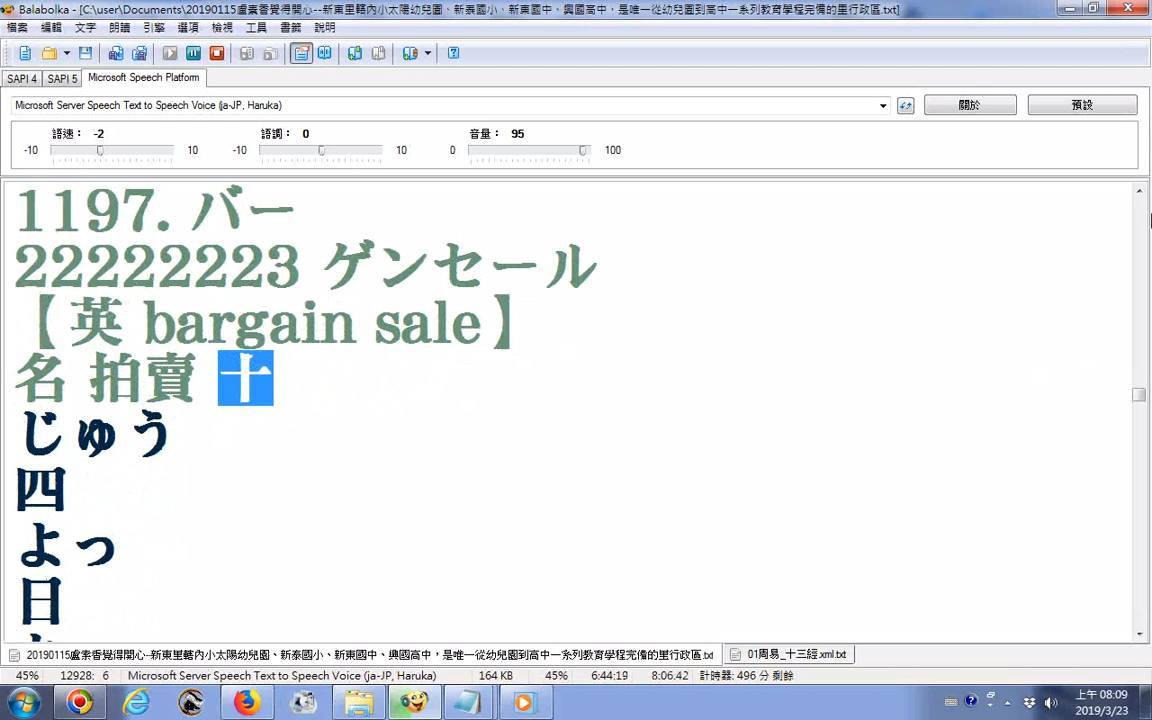 Balabolka - [C:\user\Documents\20190115盧素香覺得開心--新東里轄內小太陽幼兒園、新泰國小、新東國中、興國高中，是唯一從幼兒園到高中一系列教育學程完備的里行政區.txt]
檔案 編輯 文字 朗讀 引擎 選項 檢視 工具 書籤 說明
SAPI 4 SAPI 5 Microsoft Speech Platform
Microsoft Server Speech Text to Speech Voice (ja-JP, Haruka) 關於 預設
語速： -2 語調： 0 音量： 95
-10 10 -10 10 0 100
1197. バー
22222223 ゲンセール
【英 bargain sale】
名 拍賣 十
じゅう
四
よっ
日
20190115盧素香覺得開心--新東里轄內小太陽幼兒園、新泰國小、新東國中、興國高中，是唯一從幼兒園到高中一系列教育學程完備的里行政區.txt 01周易_十三經.xml.txt
45% 12928: 6 Microsoft Server Speech Text to Speech Voice (ja-JP, Haruka) 164 KB 45% 6:44:19 8:06.42 計時器: 496 分 剩餘
上午 08:09
2019/3/23